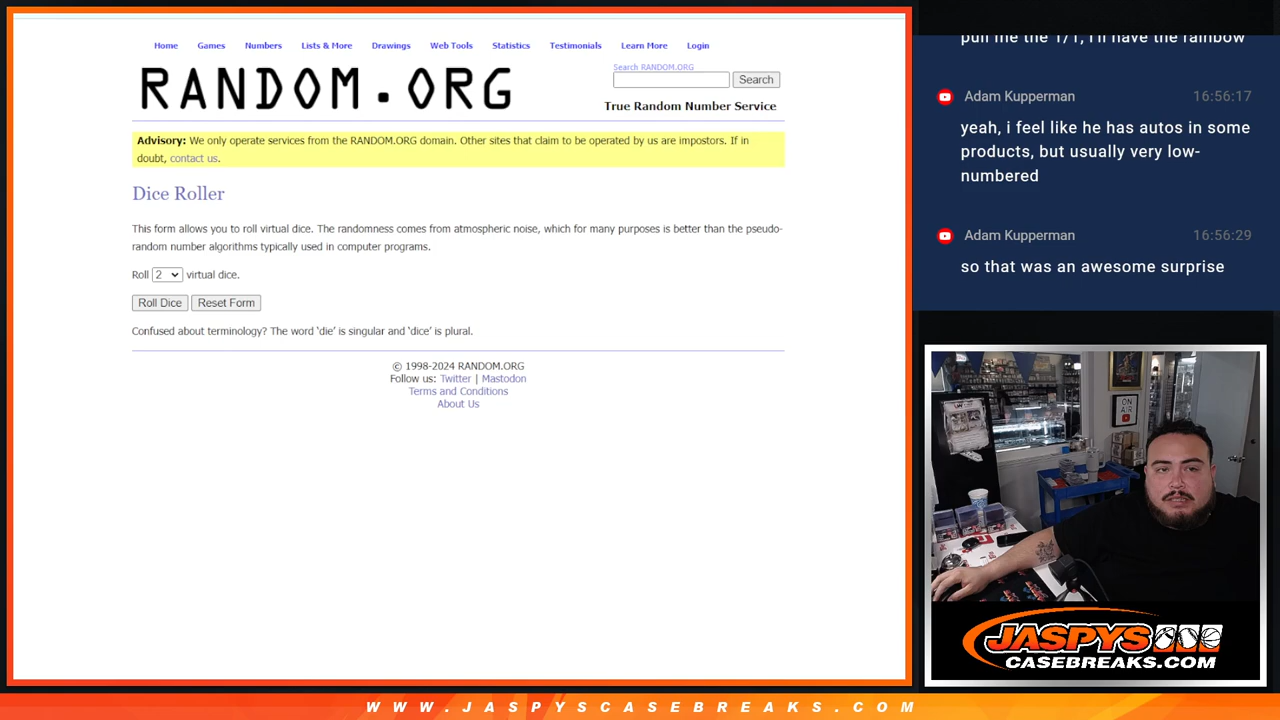 Home Games Numbers Lists & More Drawings Web Tools Statistics Testimonials Learn More Login
RANDOM.ORG
Search RANDOM.ORG
Search
True Random Number Service
Advisory: We only operate services from the RANDOM.ORG domain. Other sites that claim to be operated by us are impostors. If in
doubt, contact us.
Dice Roller
This form allows you to roll virtual dice. The randomness comes from atmospheric noise, which for many purposes is better than the pseudo-
random number algorithms typically used in computer programs.
Roll 2 virtual dice.
Roll Dice Reset Form
Confused about terminology? The word ‘die’ is singular and ‘dice’ is plural.
© 1998-2024 RANDOM.ORG
Follow us: Twitter | Mastodon
Terms and Conditions
About Us
pull me the 1/1, I'll have the rainbow
Adam Kupperman 16:56:17
yeah, i feel like he has autos in some
products, but usually very low-
numbered
Adam Kupperman 16:56:29
so that was an awesome surprise
ON
AIR
JASPYS
CASEBREAKS.COM
WWW.JASPYSCASEBREAKS.COM